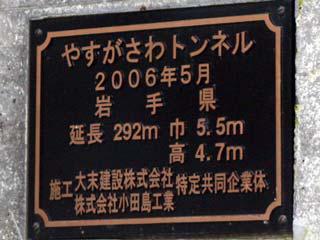 やすがさわトンネル
2006年5月
岩手県
延長 292m 巾 5.5m
高 4.7m
施工 大末建設株式会社 特定共同企業体
株式会社小田島工業